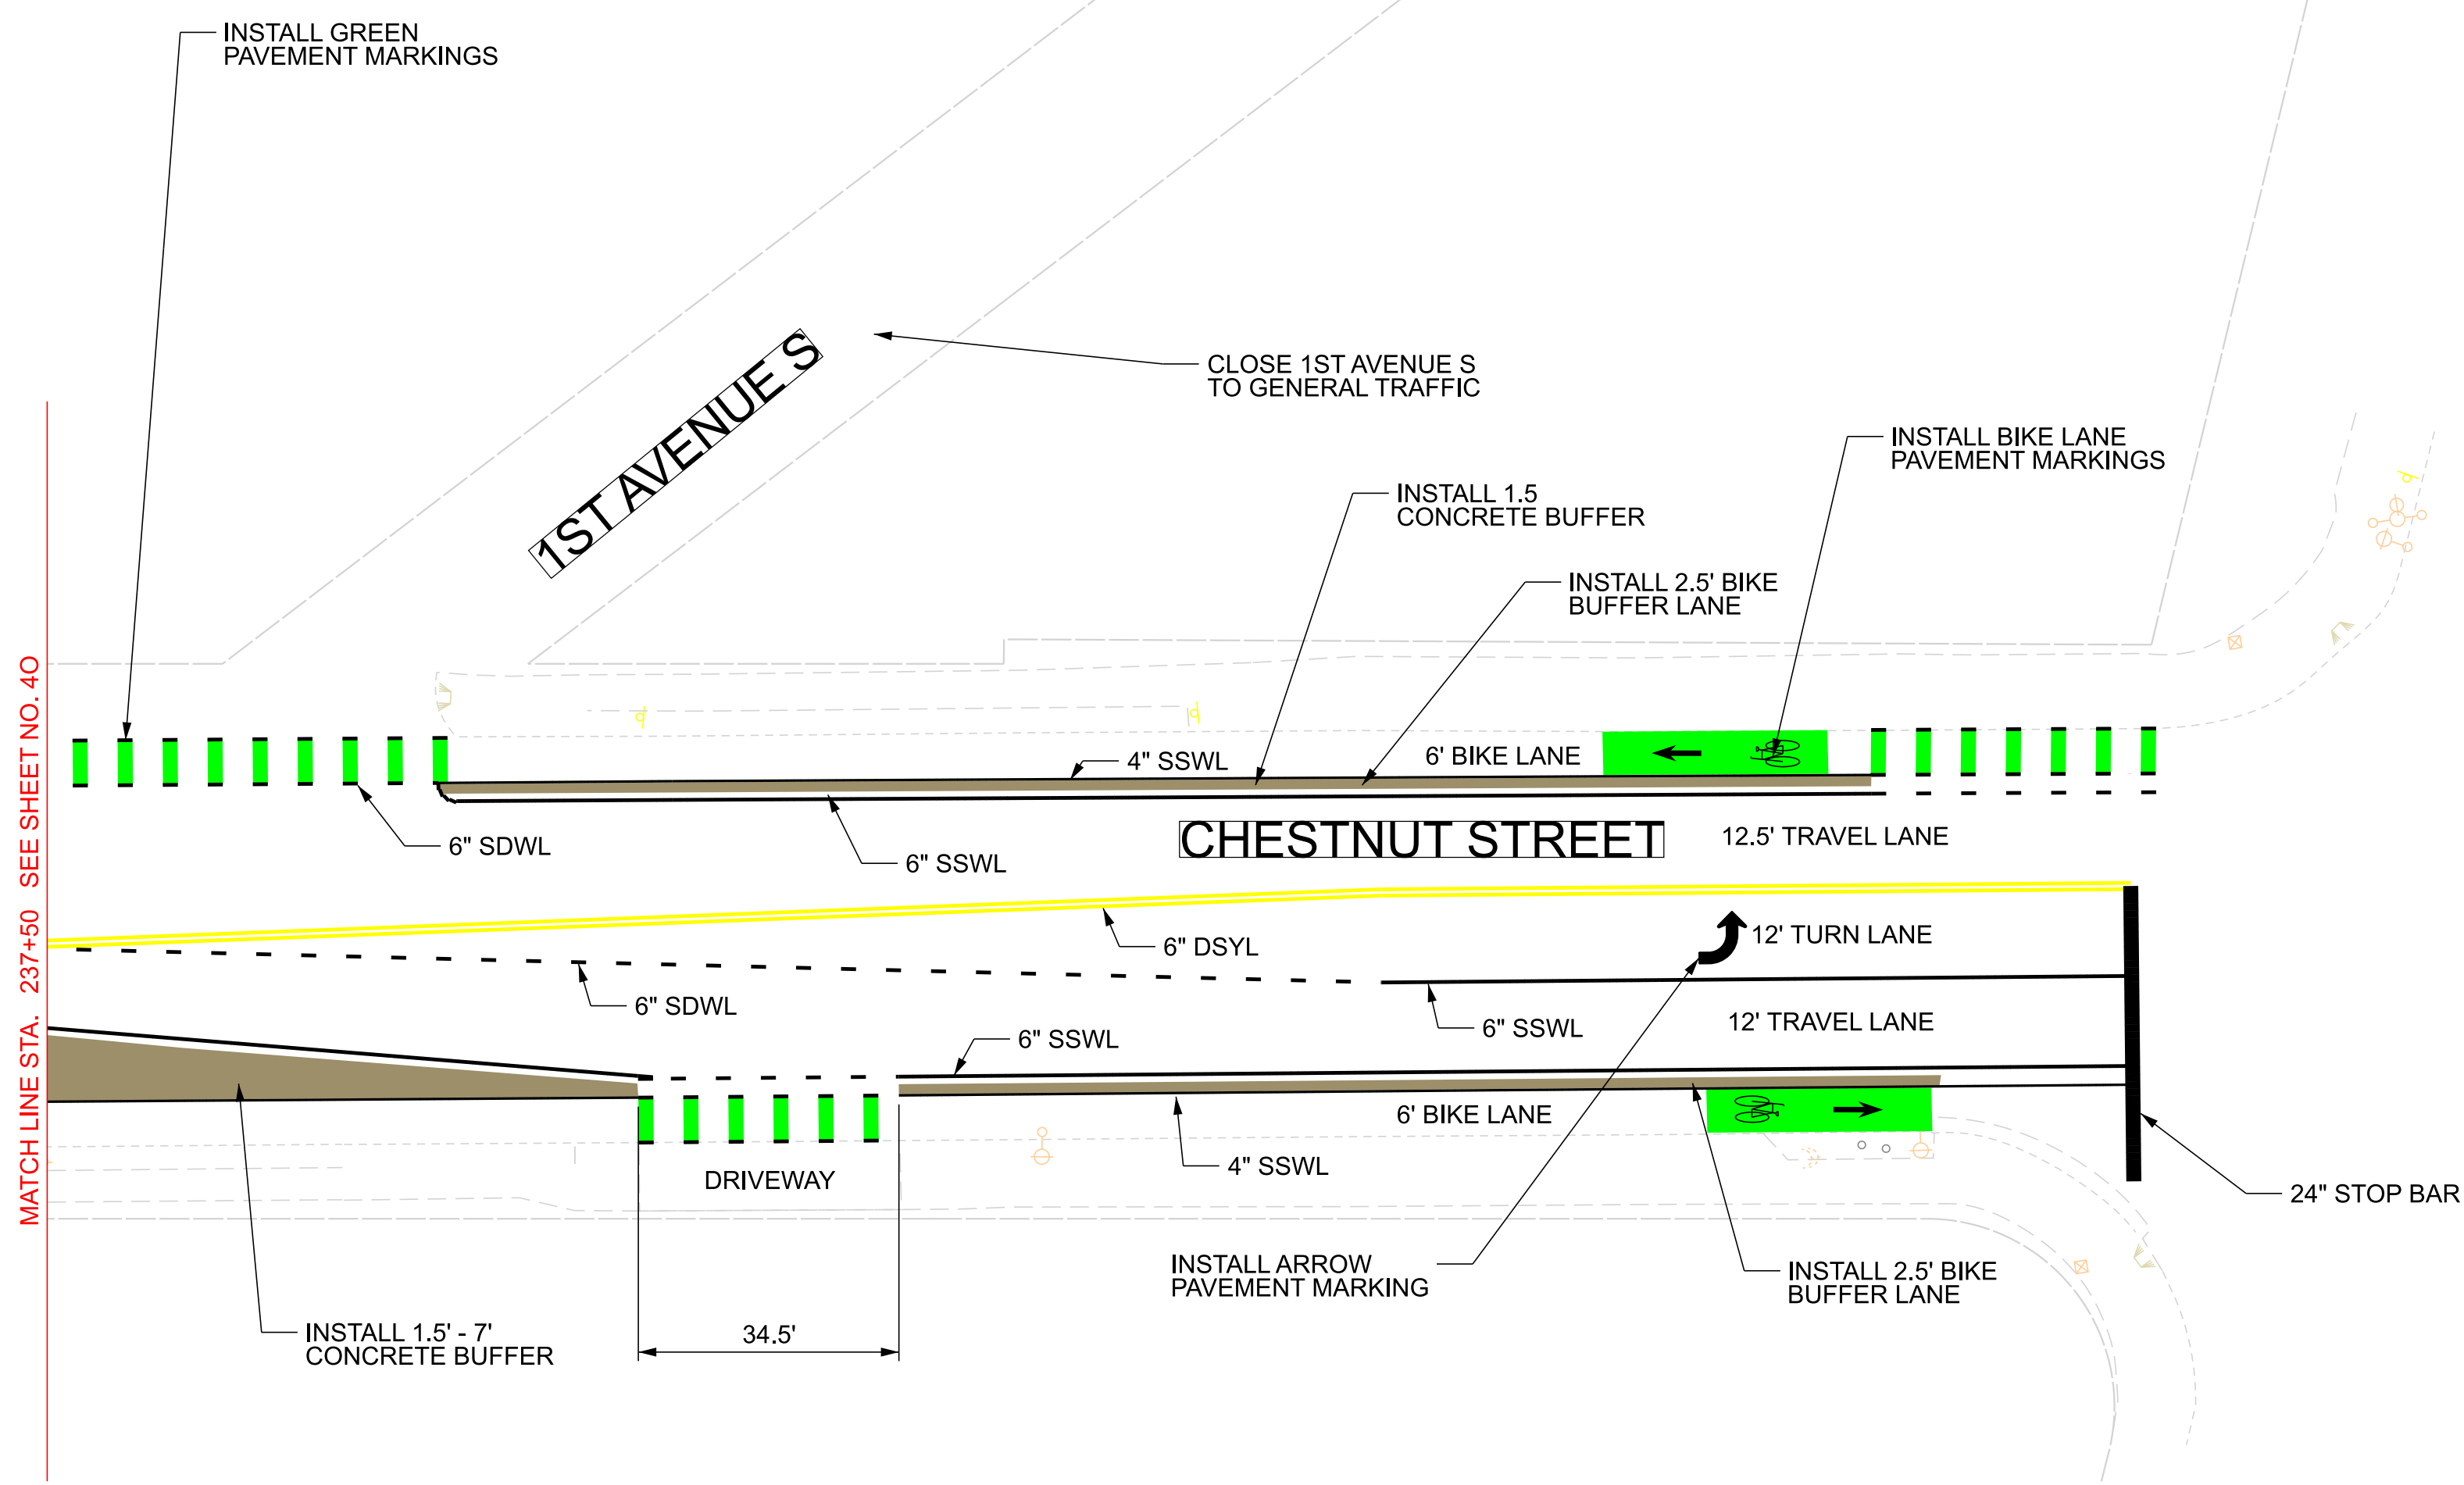 INSTALL GREEN
PAVEMENT MARKINGS
1ST AVENUE S
CLOSE 1ST AVENUE S
TO GENERAL TRAFFIC
INSTALL BIKE LANE
PAVEMENT MARKINGS
INSTALL 1.5
CONCRETE BUFFER
INSTALL 2.5' BIKE
BUFFER LANE
MATCH LINE STA. 237+50 SEE SHEET NO. 4O
4" SSWL
6' BIKE LANE
6" SDWL
6" SSWL
CHESTNUT STREET
12.5' TRAVEL LANE
6" DSYL
12' TURN LANE
6" SDWL
6" SSWL
6" SSWL
12' TRAVEL LANE
6' BIKE LANE
4" SSWL
DRIVEWAY
24" STOP BAR
INSTALL ARROW
PAVEMENT MARKING
INSTALL 2.5' BIKE
BUFFER LANE
INSTALL 1.5' - 7'
CONCRETE BUFFER
34.5'